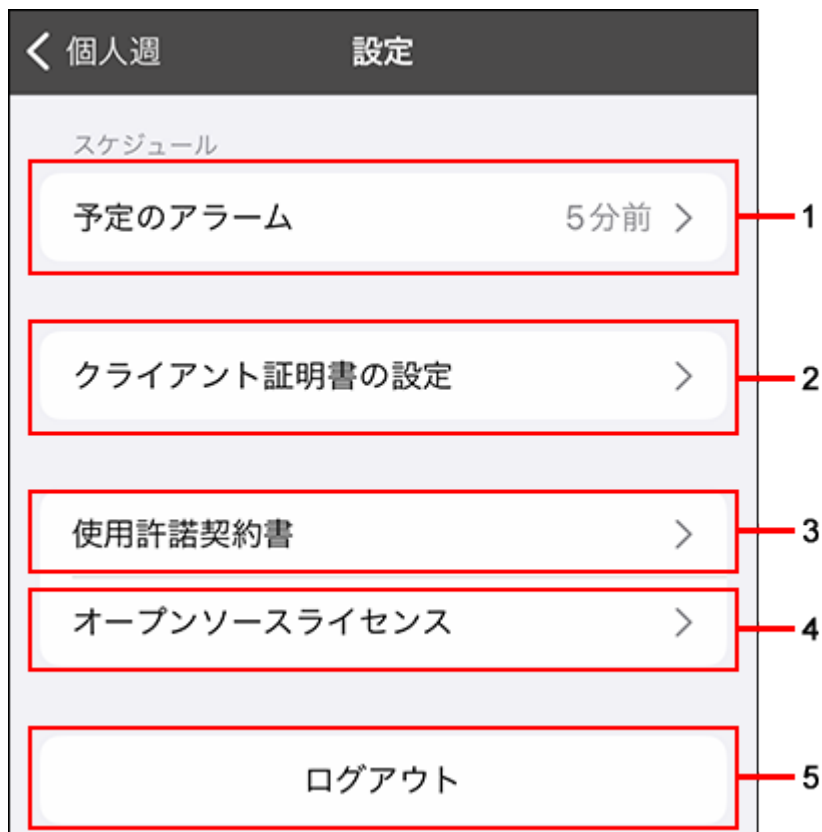 個人週 設定
スケジュール
予定のアラーム 5分前 1
クライアント証明書の設定 2
使用許諾契約書 3
オープンソースライセンス 4
ログアウト 5